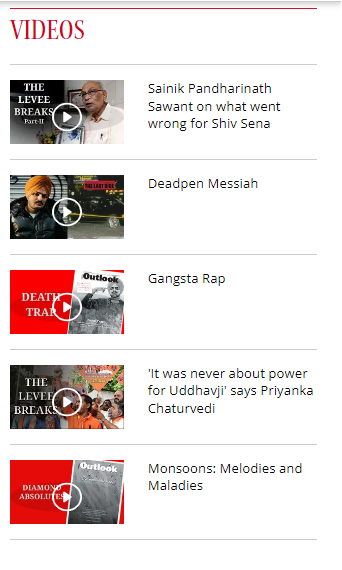 VIDEOS
THE
LEVEE
BREAKS
Part-II
Sainik Pandharinath
Sawant on what went
wrong for Shiv Sena
THE LAST RIDE
Deadpen Messiah
Outlook
DEATH
TRAP
Gangsta Rap
THE
LEVEE
BREAKS
'It was never about power
for Uddhavji' says Priyanka
Chaturvedi
Outlook
DIAMOND
ABSOLUTES
Monsoons: Melodies and
Maladies